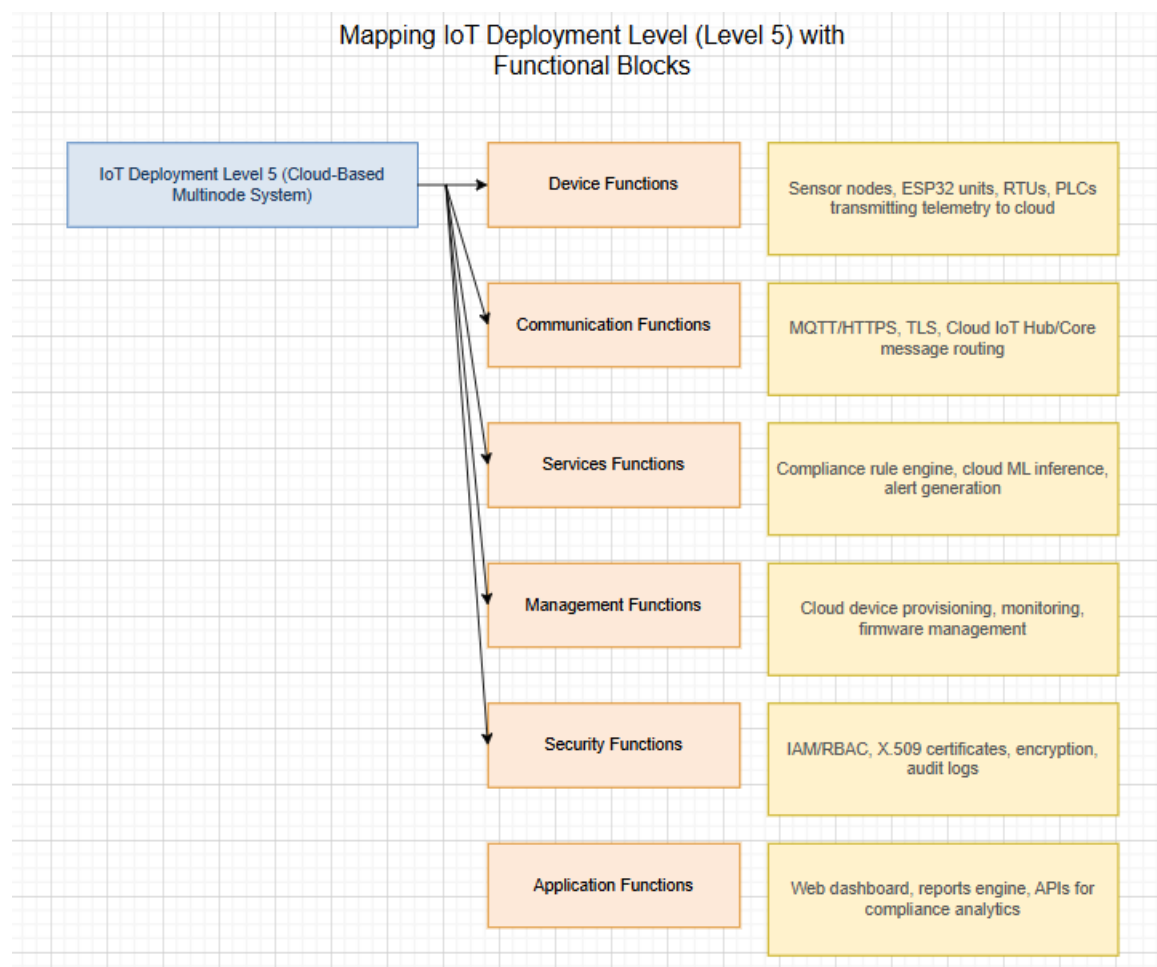 Mapping IoT Deployment Level (Level 5) with
Functional Blocks
IoT Deployment Level 5 (Cloud-Based
Multinode System)
Device Functions
Sensor nodes, ESP32 units, RTUs, PLCs
transmitting telemetry to cloud
Communication Functions
MQTT/HTTPS, TLS, Cloud IoT Hub/Core
message routing
Services Functions
Compliance rule engine, cloud ML inference,
alert generation
Management Functions
Cloud device provisioning, monitoring,
firmware management
Security Functions
IAM/RBAC, X.509 certificates, encryption,
audit logs
Application Functions
Web dashboard, reports engine, APIs for
compliance analytics